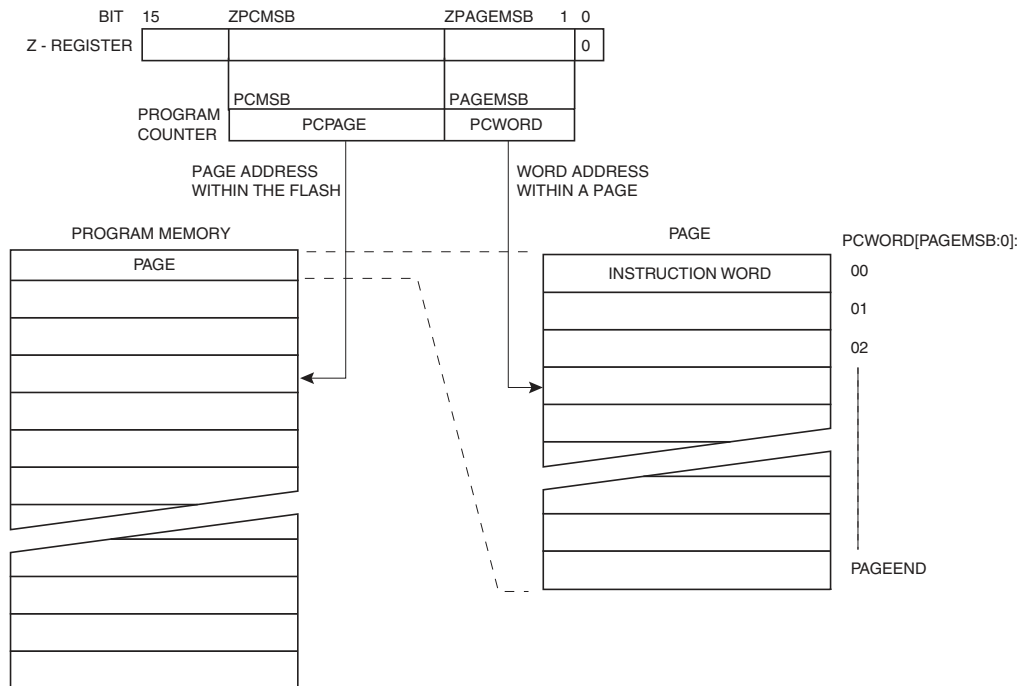 BIT 15 ZPCMSB ZPAGEMSB 1 0
Z - REGISTER 0
PCMSB PAGEMSB
PROGRAM
COUNTER
PCPAGE PCWORD
PAGE ADDRESS
WITHIN THE FLASH
WORD ADDRESS
WITHIN A PAGE
PROGRAM MEMORY
PAGE
PAGE
PCWORD[PAGEMSB:0]:
INSTRUCTION WORD
00
01
02
PAGEEND